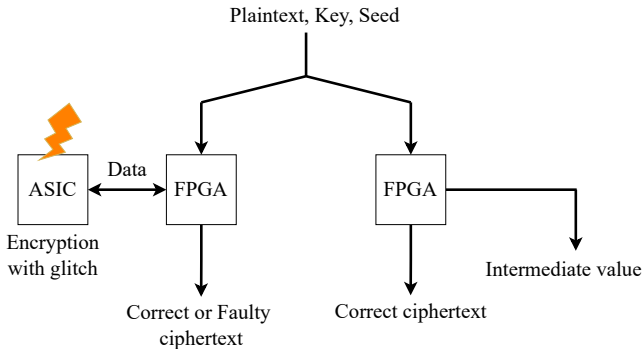 Plaintext, Key, Seed
Data
ASIC
FPGA
FPGA
Encryption
with glitch
Intermediate value
Correct or Faulty
ciphertext
Correct ciphertext